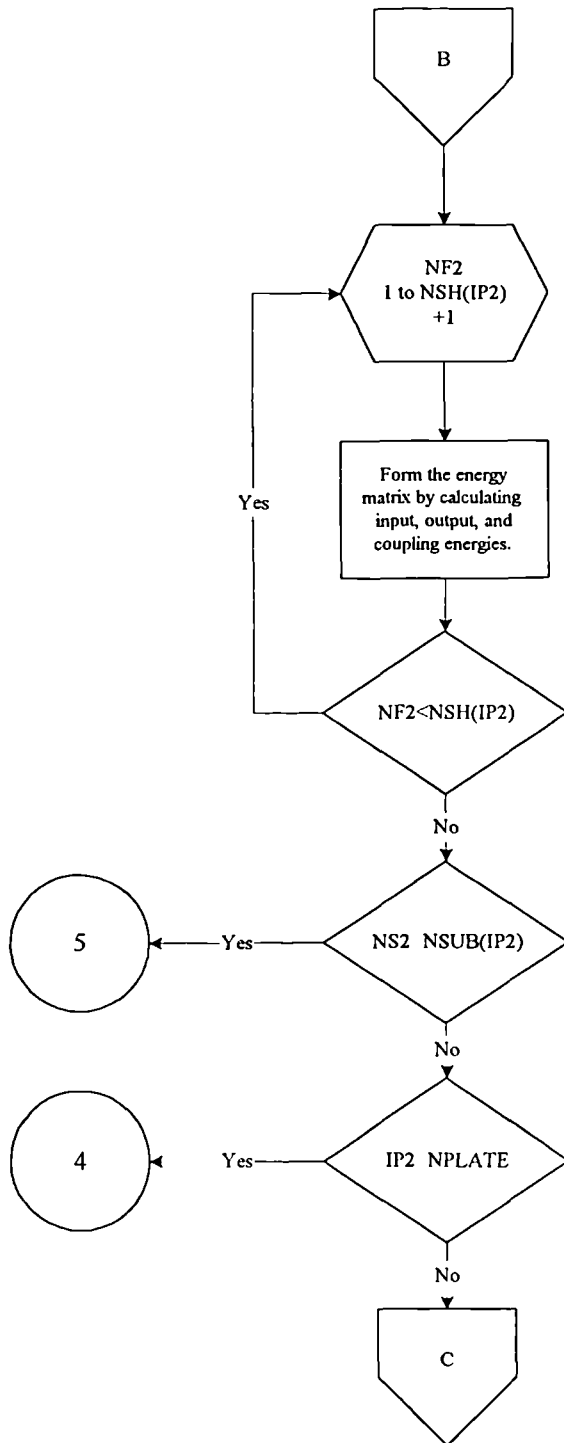 B
NF2
1 to NSH(IP2)
+1
Form the energy
matrix by calculating
input, output, and
coupling energies.
Yes
NF2<NSH(IP2)
No
5
Yes
NS2 NSUB(IP2)
No
4
Yes
IP2 NPLATE
No
C